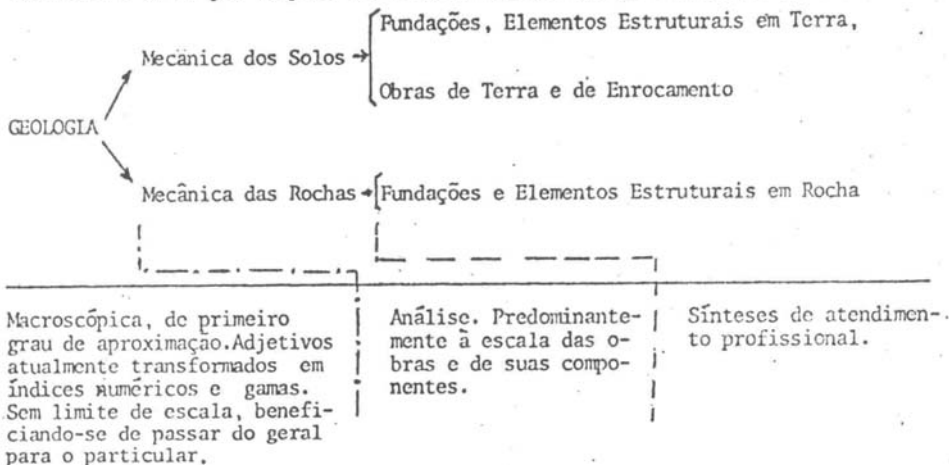 Fundações, Elementos Estruturais em Terra,
Mecânica dos Solos
Obras de Terra e de Enrocamento
GEOLOGIA
Mecânica das Rochas Fundações e Elementos Estruturais em Rocha
Macroscópica, de primeiro
grau de aproximação.Adjetivos
atualmente transformados em
índices numéricos e gamas.
Sem limite de escala, benefi-
ciando-se de passar do geral
para o particular.
Análise. Predominante-
mente à escala das o-
bras e de suas compo-
nentes.
Sínteses de atendimen-
to profissional.